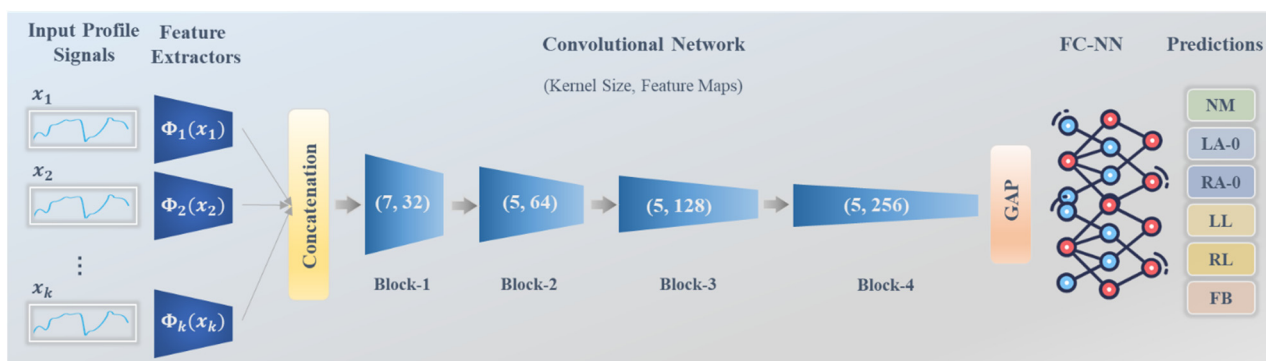 Input Profile
Signals
Feature
Extractors
Convolutional Network
(Kernel Size, Feature Maps)
FC-NN
Predictions
x₁
Φ₁(x₁)
x₂
Φ₂(x₂)
⋮
xₖ
Φₖ(xₖ)
Concatenation
(7, 32)
Block-1
(5, 64)
Block-2
(5, 128)
Block-3
(5, 256)
Block-4
GAP
NM
LA-0
RA-0
LL
RL
FB